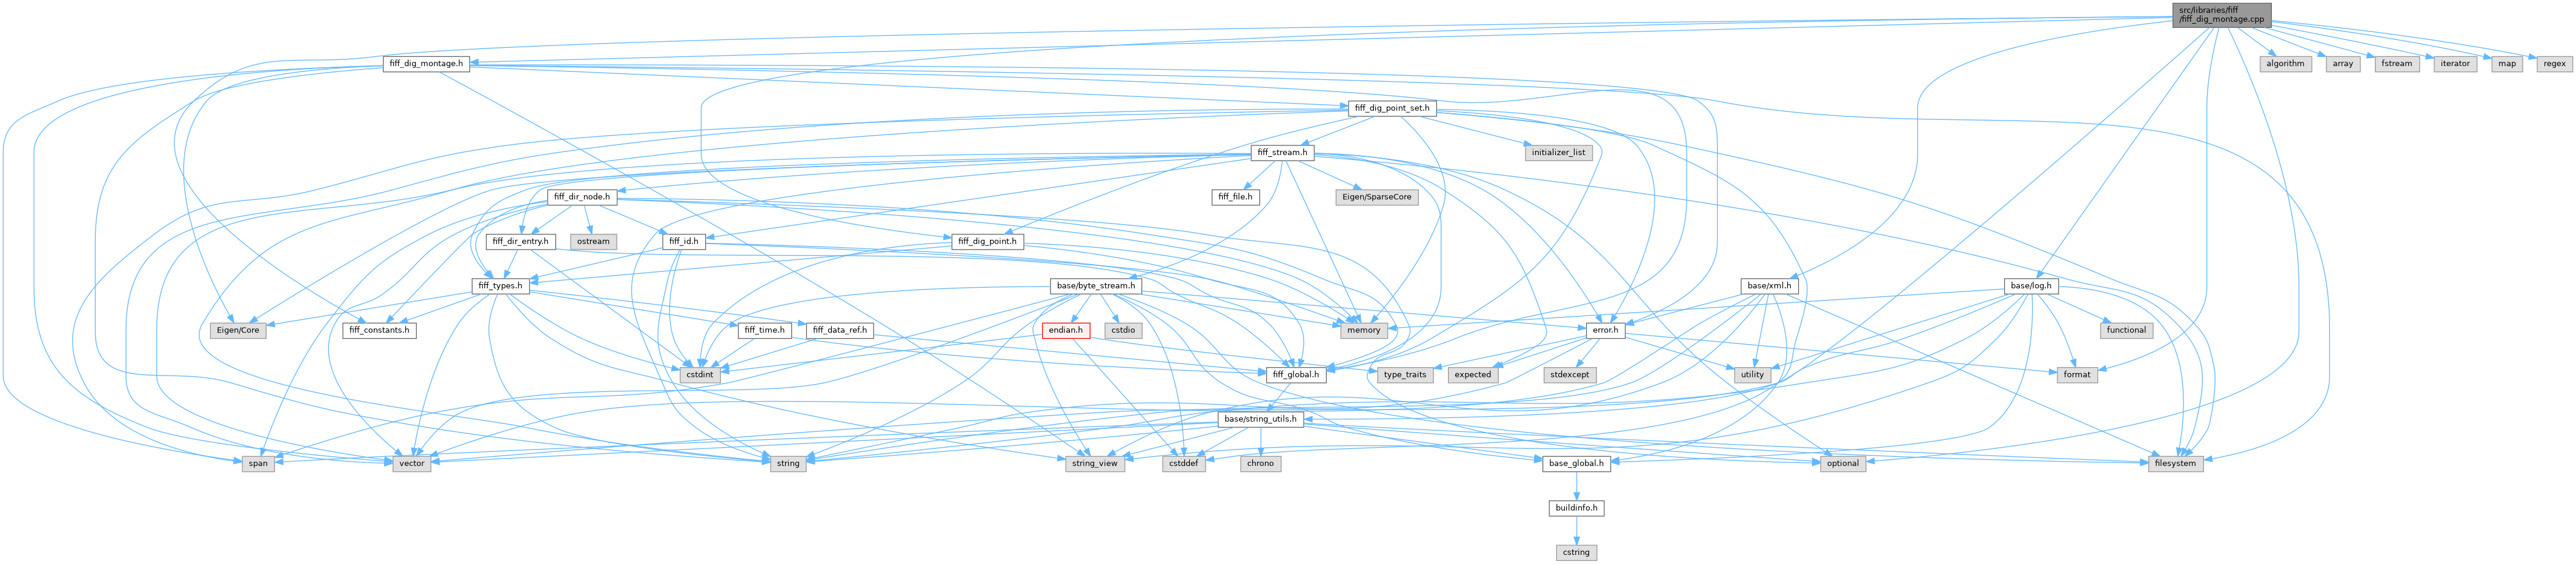 src/libraries/fiff
/fiff_dig_montage.cpp
fiff_dig_montage.h
algorithm
array
fstream
iterator
map
regex
fiff_dig_point_set.h
fiff_stream.h
initializer_list
fiff_dir_node.h
fiff_file.h
Eigen/SparseCore
fiff_dir_entry.h
ostream
fiff_id.h
fiff_dig_point.h
fiff_types.h
base/byte_stream.h
base/xml.h
base/log.h
Eigen/Core
fiff_constants.h
fiff_time.h
fiff_data_ref.h
endian.h
cstdio
memory
error.h
functional
cstdint
fiff_global.h
type_traits
expected
stdexcept
utility
format
base/string_utils.h
span
vector
string
string_view
cstddef
chrono
base_global.h
optional
filesystem
buildinfo.h
cstring